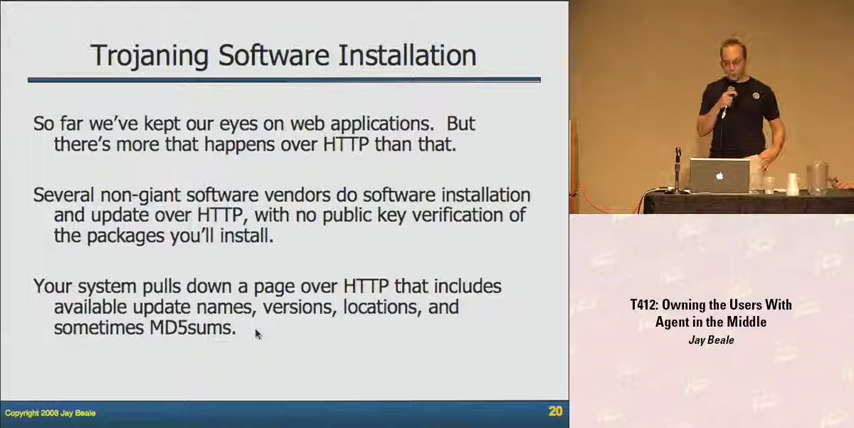 Trojaning Software Installation
So far we've kept our eyes on web applications. But
there's more that happens over HTTP than that.
Several non-giant software vendors do software installation
and update over HTTP, with no public key verification of
the packages you'll install.
Your system pulls down a page over HTTP that includes
available update names, versions, locations, and
sometimes MD5sums.
Copyright 2008 Jay Beale
20
T412: Owning the Users With
Agent in the Middle
Jay Beale